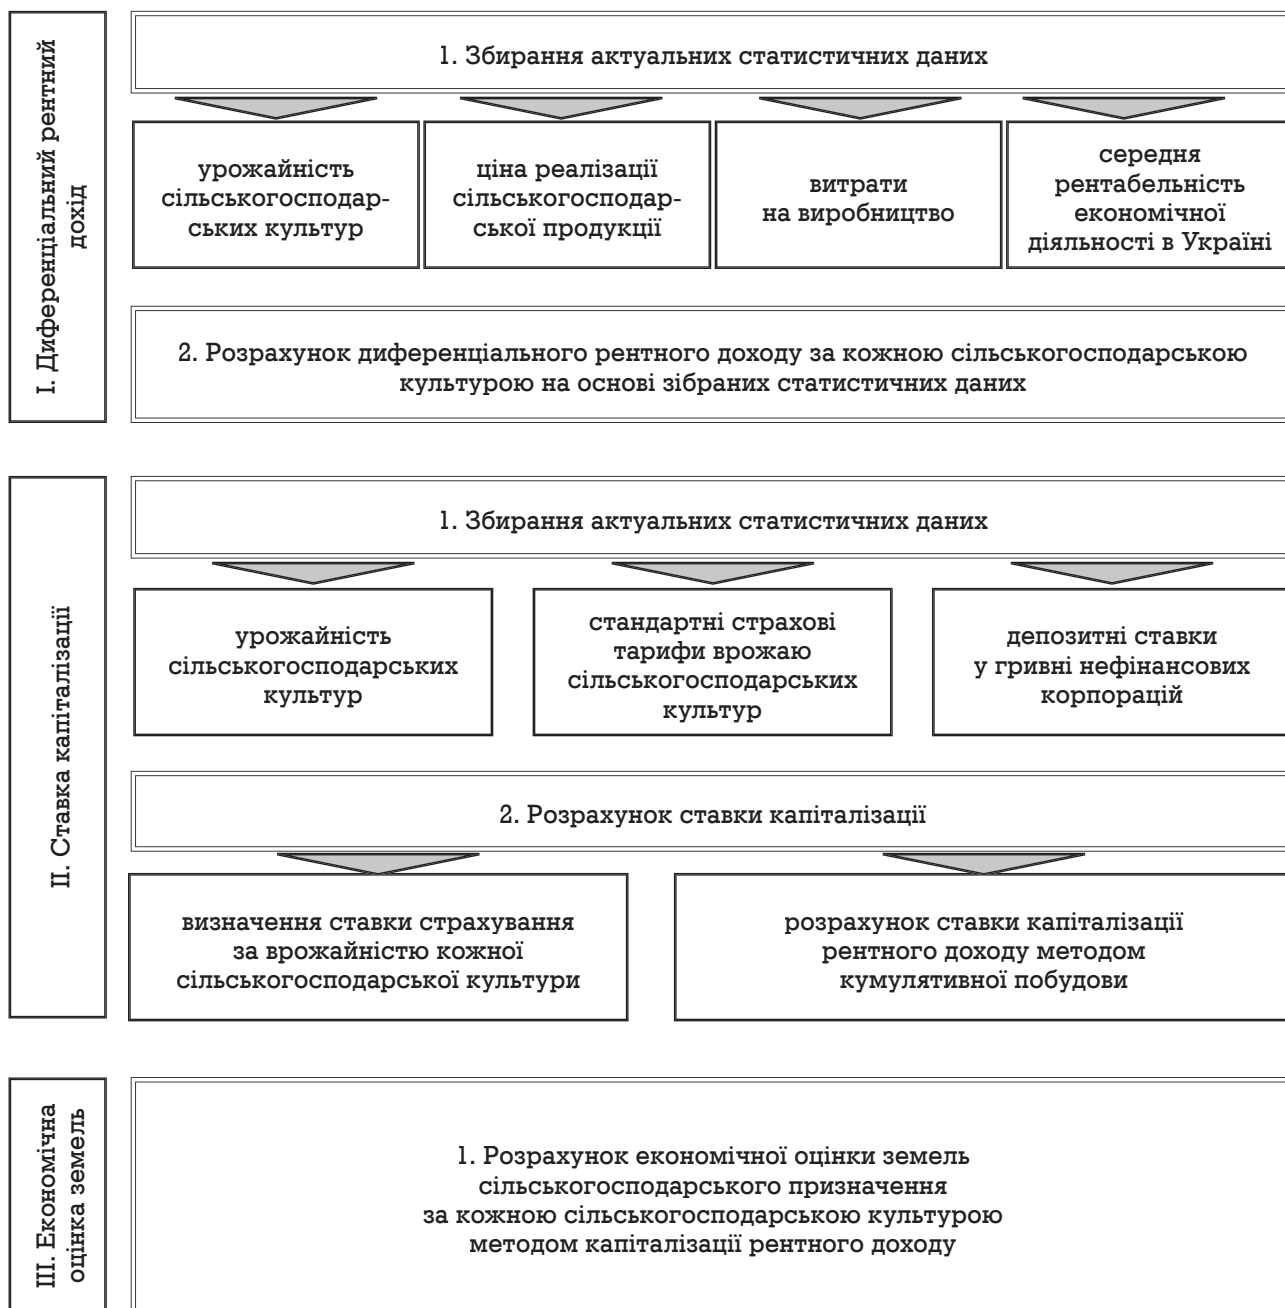 І. Диференціальний рентний
дохід
1. Збирання актуальних статистичних даних
урожайність
сільськогосподар-
ських культур
ціна реалізації
сільськогосподар-
ської продукції
витрати
на виробництво
середня
рентабельність
економічної
діяльності в Україні
2. Розрахунок диференціального рентного доходу за кожною сільськогосподарською
культурою на основі зібраних статистичних даних
ІІ. Ставка капіталізації
1. Збирання актуальних статистичних даних
урожайність
сільськогосподарських
культур
стандартні страхові
тарифи врожаю
сільськогосподарських
культур
депозитні ставки
у гривні нефінансових
корпорацій
2. Розрахунок ставки капіталізації
визначення ставки страхування
за врожайністю кожної
сільськогосподарської культури
розрахунок ставки капіталізації
рентного доходу методом
кумулятивної побудови
ІІІ. Економічна
оцінка земель
1. Розрахунок економічної оцінки земель
сільськогосподарського призначення
за кожною сільськогосподарською культурою
методом капіталізації рентного доходу